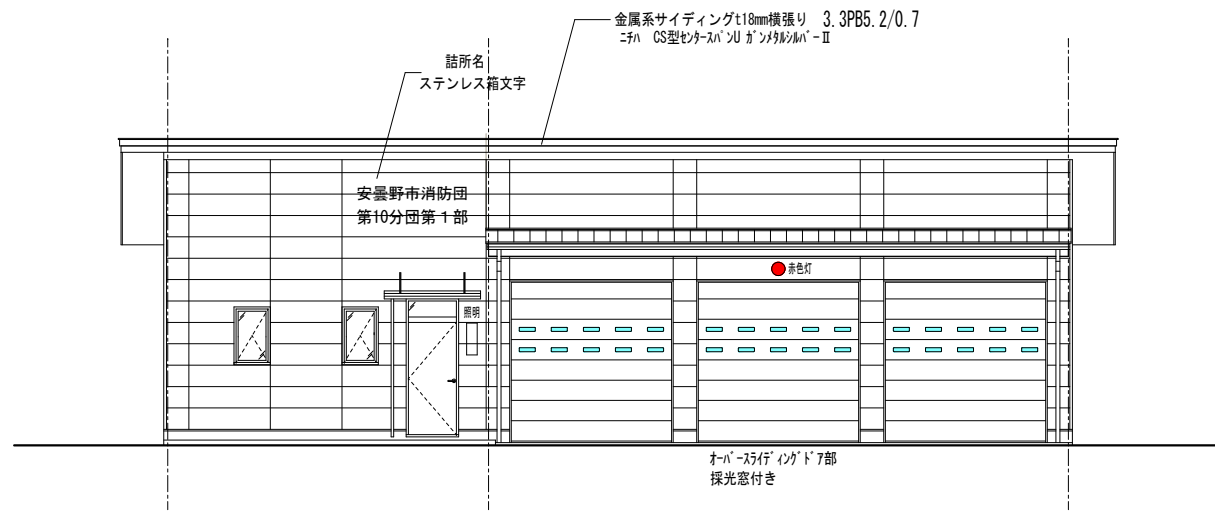 金属系サイディングt18mm横張り 3.3PB5.2/0.7
ﾆﾁﾊ CS型ｾﾝﾀｰｽﾊﾟﾝU ｶﾞﾝﾒﾀﾙｼﾙﾊﾞｰⅡ
詰所名
ステンレス箱文字
安曇野市消防団
第10分団第１部
赤色灯
照明
ｵｰﾊﾞｰｽﾗｲﾃﾞｨﾝｸﾞﾄﾞｱ部
採光窓付き